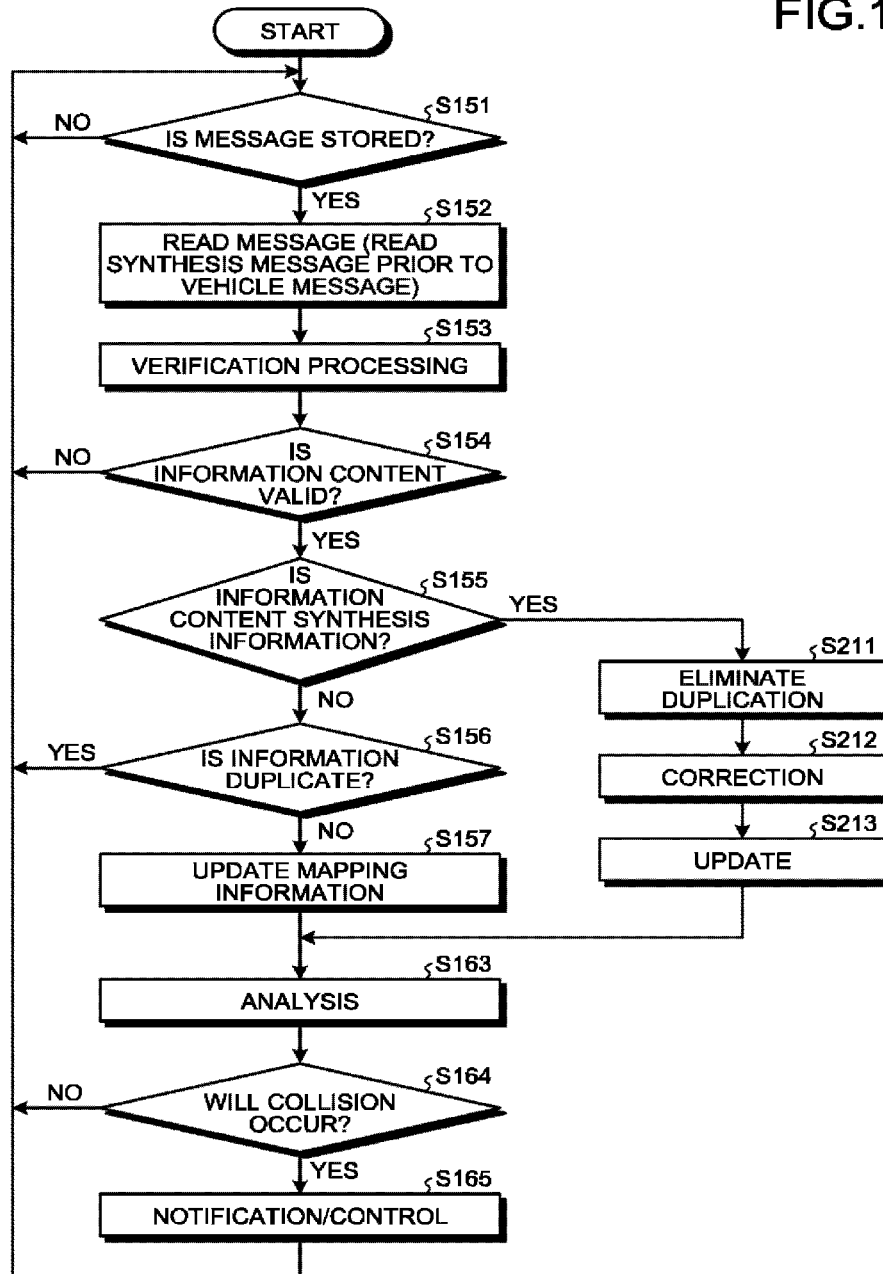 FIG.1
START
S151
NO
IS MESSAGE STORED?
YES
S152
READ MESSAGE (READ
SYNTHESIS MESSAGE PRIOR TO
VEHICLE MESSAGE)
S153
VERIFICATION PROCESSING
S154
NO
IS
INFORMATION CONTENT
VALID?
YES
S155
IS
INFORMATION
CONTENT SYNTHESIS
INFORMATION?
YES
NO
S211
ELIMINATE
DUPLICATION
S212
CORRECTION
S213
UPDATE
S156
YES
IS INFORMATION
DUPLICATE?
NO
S157
UPDATE MAPPING
INFORMATION
S163
ANALYSIS
S164
NO
WILL COLLISION
OCCUR?
YES
S165
NOTIFICATION/CONTROL